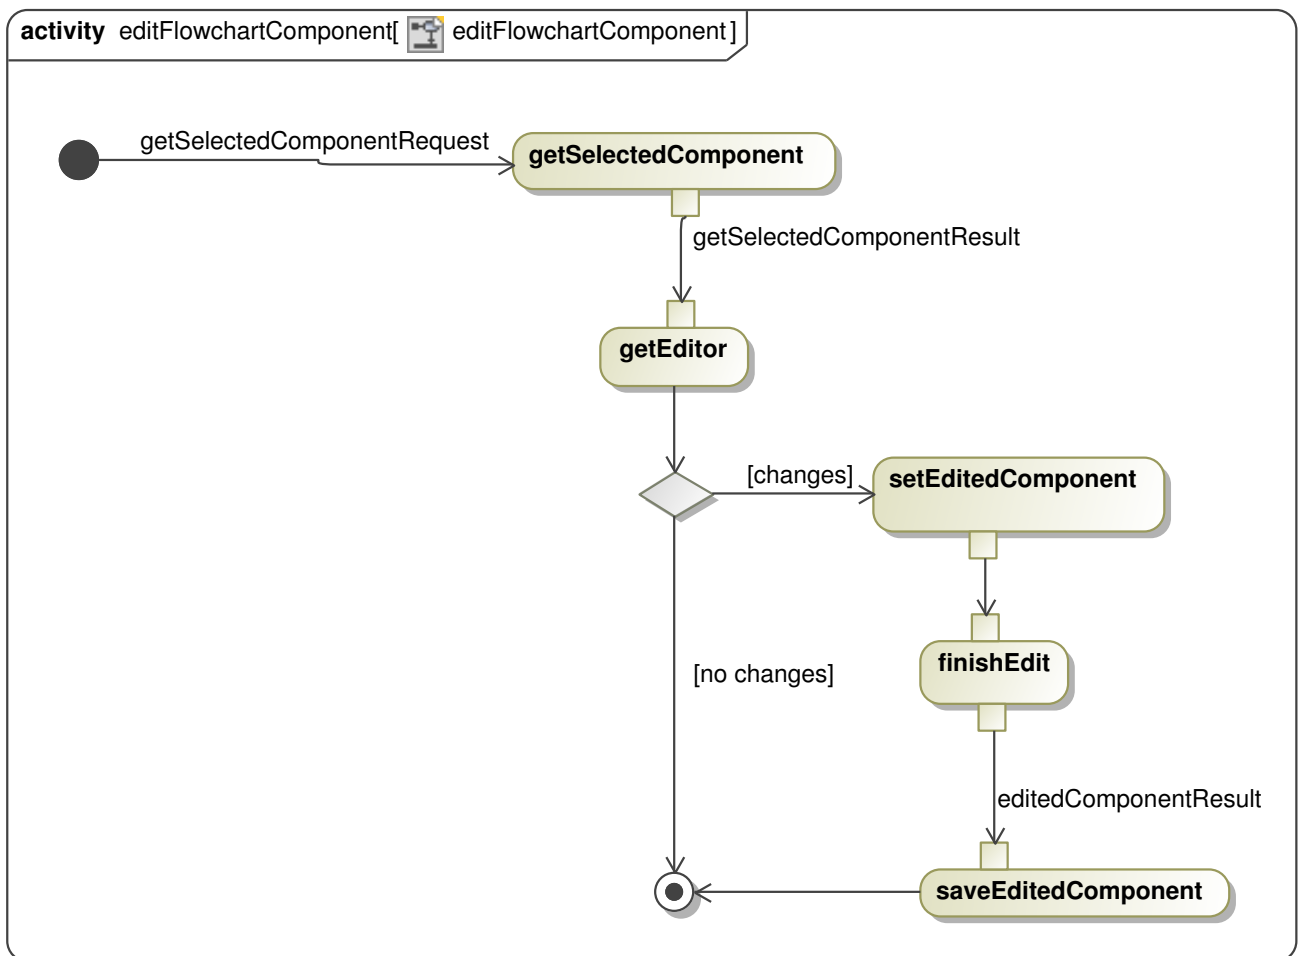 activity editFlowchartComponent[ editFlowchartComponent ]
getSelectedComponentRequest
getSelectedComponent
getSelectedComponentResult
getEditor
[changes]
setEditedComponent
[no changes]
finishEdit
editedComponentResult
saveEditedComponent